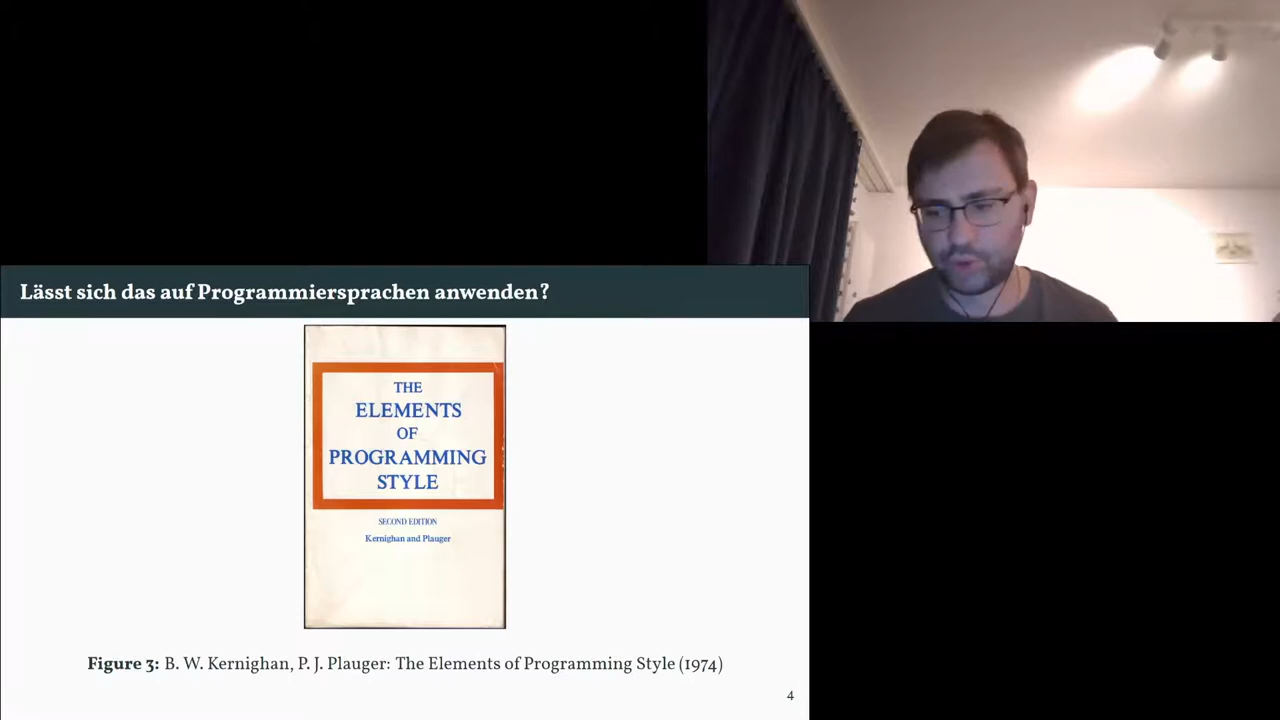 Lässt sich das auf Programmiersprachen anwenden?
THE
ELEMENTS
OF
PROGRAMMING
STYLE
SECOND EDITION
Kernighan and Plauger
Figure 3: B. W. Kernighan, P. J. Plauger: The Elements of Programming Style (1974)
4